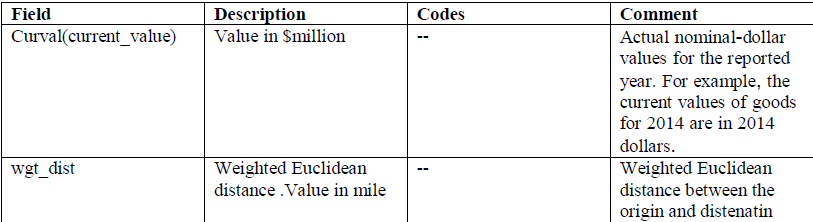 Field Description Codes Comment
Curval(current_value) Value in $million -- Actual nominal-dollar
values for the reported
year. For example, the
current values of goods
for 2014 are in 2014
dollars.
wgt_dist Weighted Euclidean -- Weighted Euclidean
distance .Value in mile distance between the
origin and distenatin